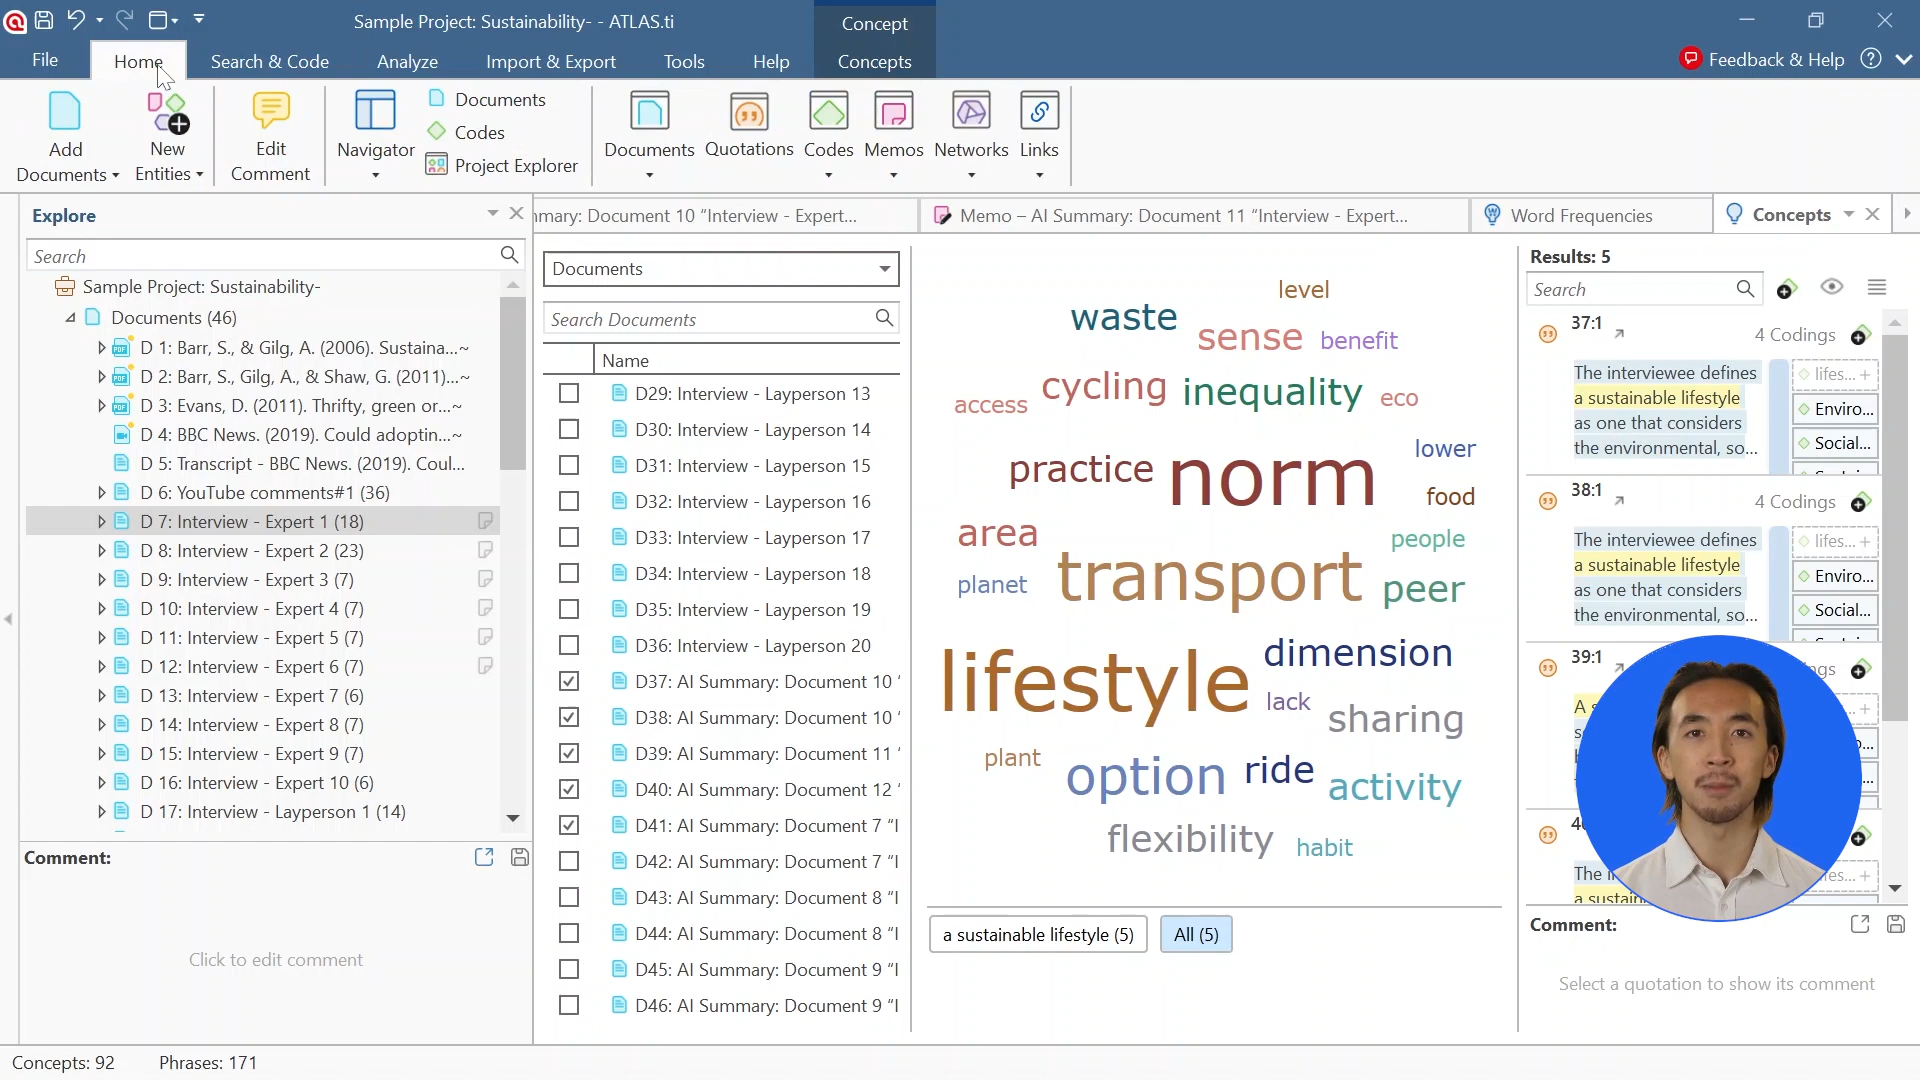 Sample Project: Sustainability- - ATLAS.ti
Concept
File
Home
Search & Code
Analyze
Import & Export
Tools
Help
Concepts
Feedback & Help
Add Documents
New Entities
Edit Comment
Navigator
Documents
Codes
Project Explorer
Documents
Quotations
Codes
Memos
Networks
Links
Explore
Search
Sample Project: Sustainability-
Documents (46)
D 1: Barr, S., & Gilg, A. (2006). Sustaina...~
D 2: Barr, S., Gilg, A., & Shaw, G. (2011)...~
D 3: Evans, D. (2011). Thrifty, green or...~
D 4: BBC News. (2019). Could adoptin...~
D 5: Transcript - BBC News. (2019). Coul...
D 6: YouTube comments#1 (36)
D 7: Interview - Expert 1 (18)
D 8: Interview - Expert 2 (23)
D 9: Interview - Expert 3 (7)
D 10: Interview - Expert 4 (7)
D 11: Interview - Expert 5 (7)
D 12: Interview - Expert 6 (7)
D 13: Interview - Expert 7 (6)
D 14: Interview - Expert 8 (7)
D 15: Interview - Expert 9 (7)
D 16: Interview - Expert 10 (6)
D 17: Interview - Layperson 1 (14)
Comment:
Click to edit comment
mmary: Document 10 “Interview - Expert...
Memo – AI Summary: Document 11 “Interview - Expert...
Word Frequencies
Concepts
Documents
Search Documents
Name
D29: Interview - Layperson 13
D30: Interview - Layperson 14
D31: Interview - Layperson 15
D32: Interview - Layperson 16
D33: Interview - Layperson 17
D34: Interview - Layperson 18
D35: Interview - Layperson 19
D36: Interview - Layperson 20
D37: AI Summary: Document 10 “
D38: AI Summary: Document 10 “
D39: AI Summary: Document 11 “
D40: AI Summary: Document 12 “
D41: AI Summary: Document 7 “I
D42: AI Summary: Document 7 “I
D43: AI Summary: Document 8 “I
D44: AI Summary: Document 8 “I
D45: AI Summary: Document 9 “I
D46: AI Summary: Document 9 “I
level
waste
sense benefit
cycling inequality eco
access
lower
practice norm
food
area
people
planet transport peer
dimension
lifestyle lack
sharing
plant
option ride activity
flexibility habit
a sustainable lifestyle (5)
All (5)
Results: 5
Search
37:1
4 Codings
The interviewee defines
a sustainable lifestyle
as one that considers
the environmental, so...
lifes...+
Enviro...
Social...
38:1
4 Codings
The interviewee defines
a sustainable lifestyle
as one that considers
the environmental, so...
lifes...+
Enviro...
Social...
39:1
Comment:
Select a quotation to show its comment
Concepts: 92
Phrases: 171